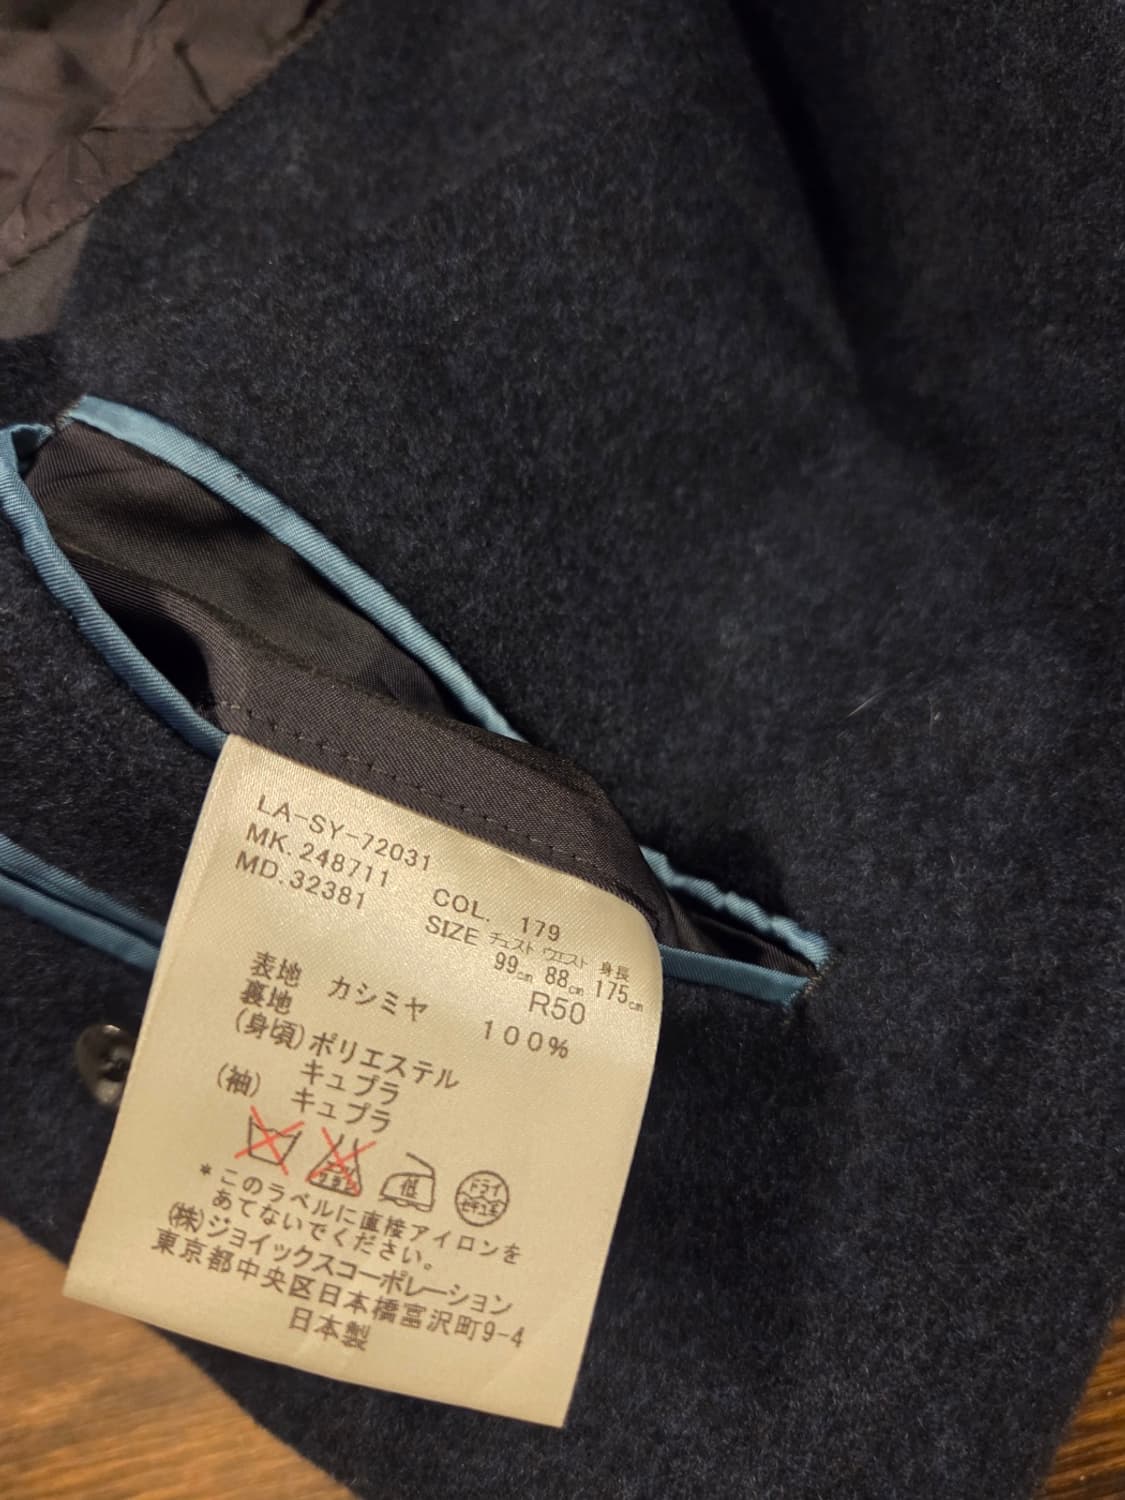 LA-SY-72031
MK.248711
MD.32381
COL. 179
SIZE チェスト ウエスト 身長
99cm 88cm 175cm
R50
表地 カシミヤ 100%
裏地
(身頃)ポリエステル
キュプラ
(袖) キュプラ
低
ドライ
セキユ系
*このラベルに直接アイロンを
あてないでください。
(株)ジョイックスコーポレーション
東京都中央区日本橋富沢町9-4
日本製